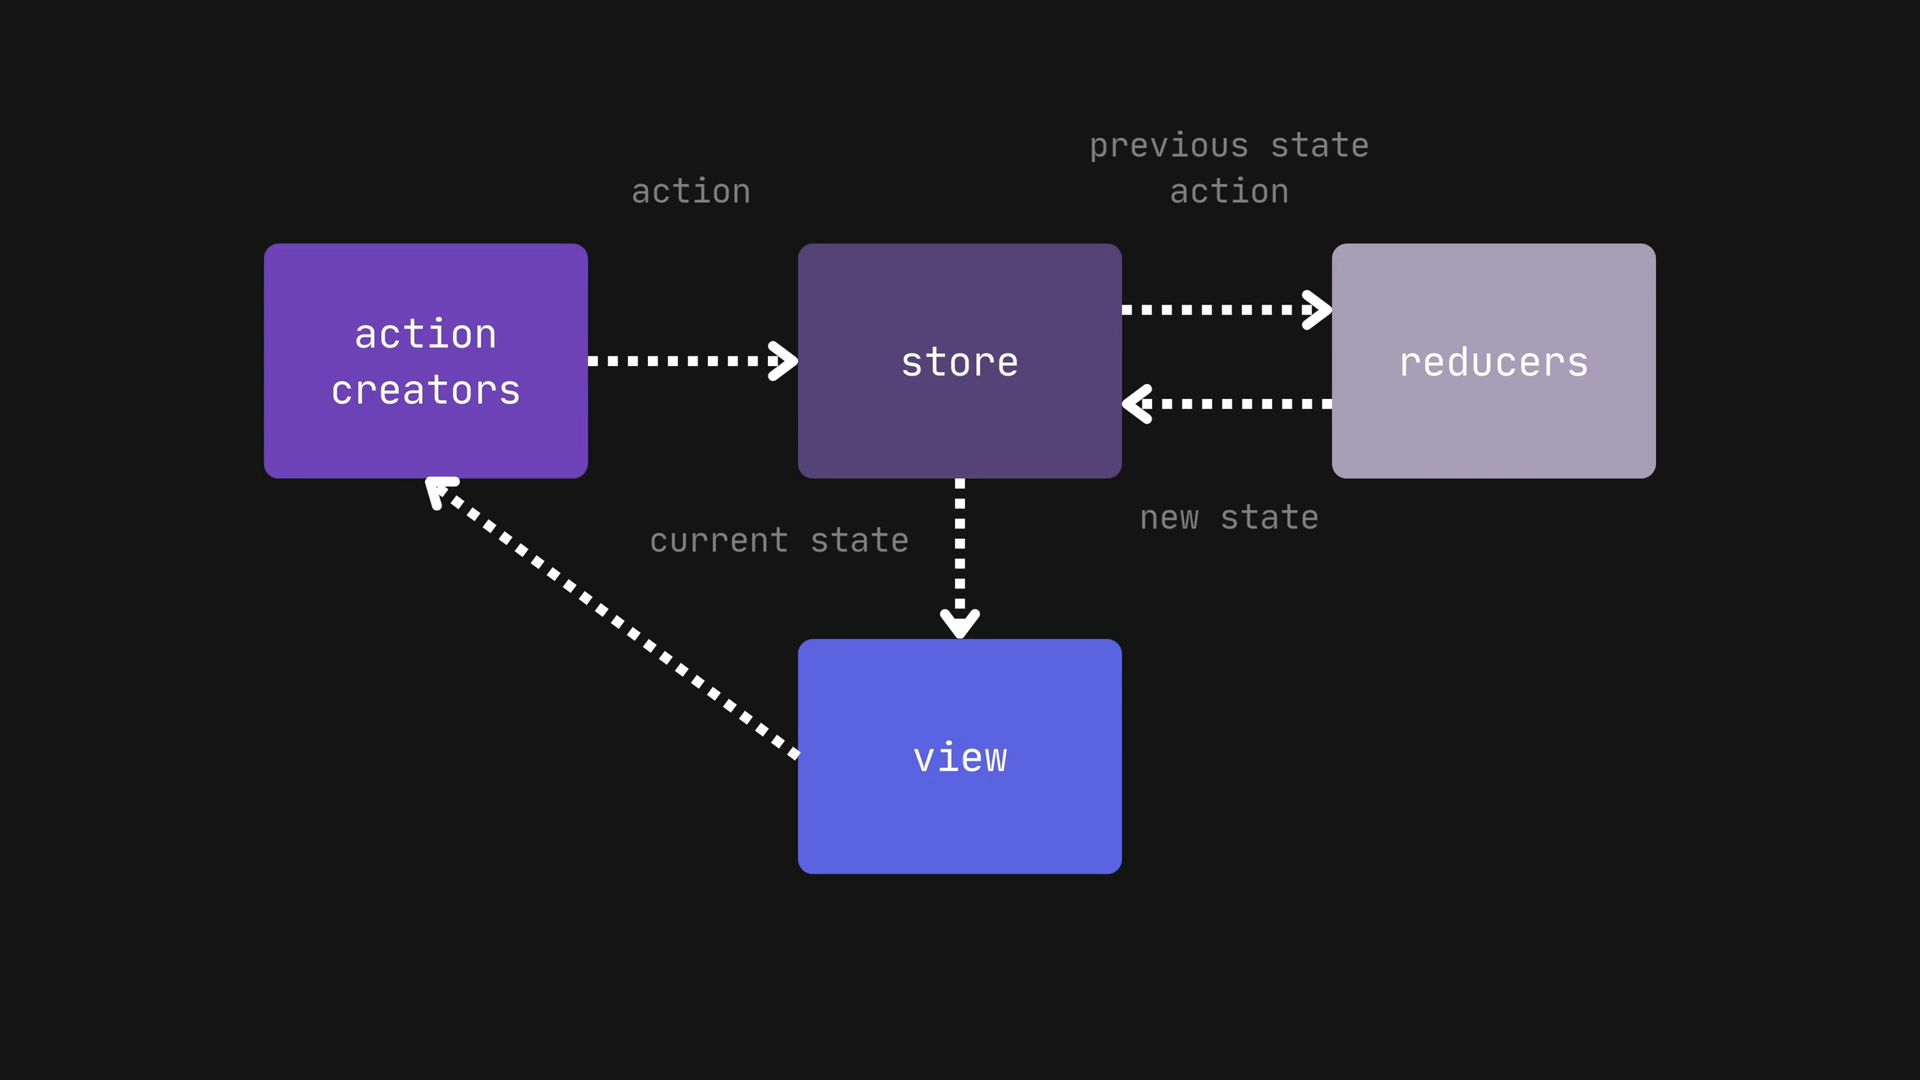 previous state
action
action
action
creators
store
reducers
current state
new state
view